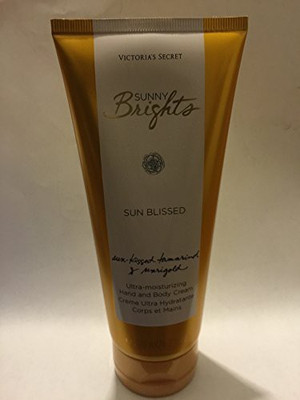 VICTORIA'S SECRET
SUNNY
Brights
SUN BLISSED
sun-kissed tamarind
& marigold
Ultra-moisturizing
Hand and Body Cream
Crème Ultra Hydratante
Corps et Mains